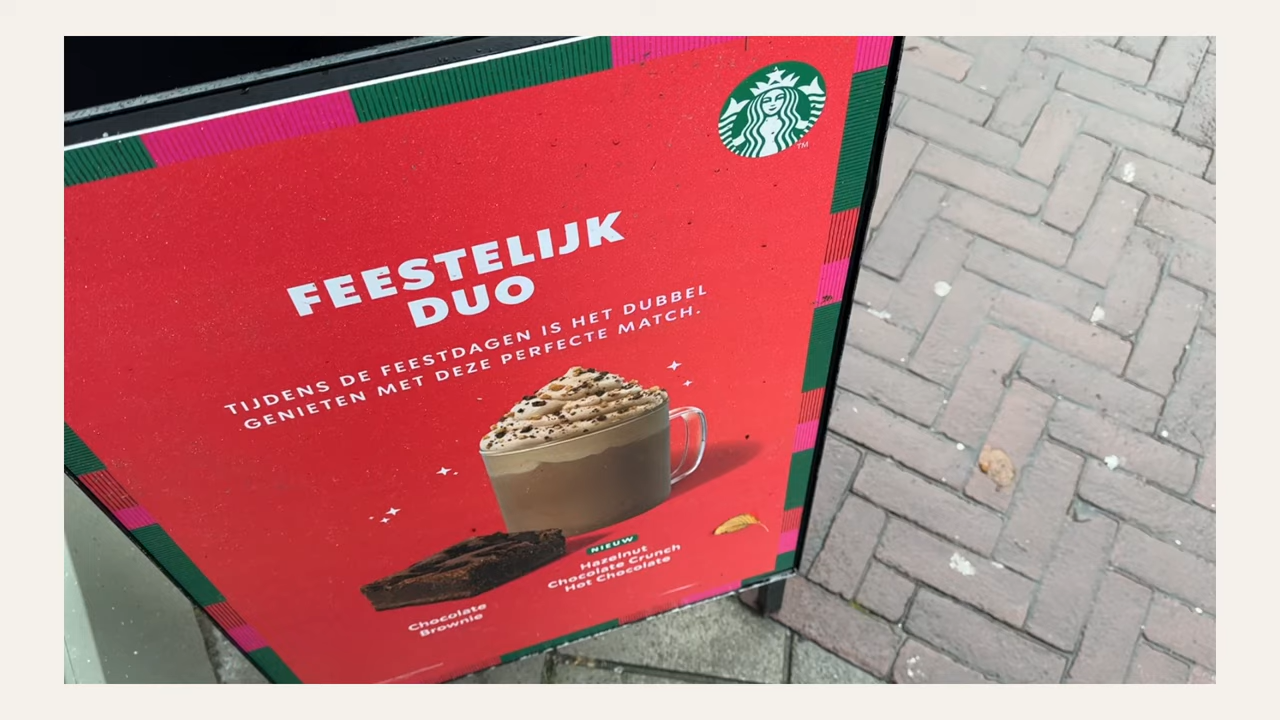 FEESTELIJK
DUO
TIJDENS DE FEESTDAGEN IS HET DUBBEL
GENIETEN MET DEZE PERFECTE MATCH.
NIEUW
Hazelnut
Chocolate Crunch
Hot Chocolate
Chocolate
Brownie
TM